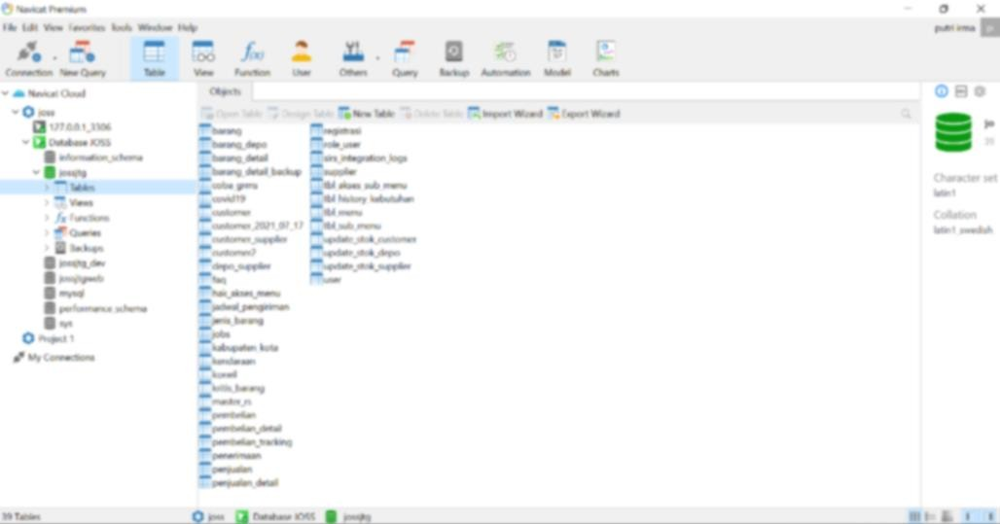 Navicat Premium
File Edit View Favorites Tools Window Help
putri irma
Connection New Query Table View Function User Others Query Backup Automation Model Charts
Navicat Cloud
joss
127.0.0.1_3306
Database JOSS
information_schema
jossjtg
Tables
Views
Functions
Queries
Backups
jossjtg_dev
jossjtgweb
mysql
performance_schema
sys
Project 1
My Connections
Objects
Open Table Design Table New Table Delete Table Import Wizard Export Wizard
barang
barang_depo
barang_detail
barang_detail_backup
coba_grms
covid19
customer
customer_2021_07_17
customer_supplier
customer2
depo_supplier
faq
hak_akses_menu
jadwal_pengiriman
jenis_barang
jobs
kabupaten_kota
kendaraan
korwil
kritis_barang
master_rs
pembelian
pembelian_detail
pembelian_tracking
penerimaan
penjualan
penjualan_detail
registrasi
role_user
sirs_integration_logs
supplier
tbl_akses_sub_menu
tbl_history_kebutuhan
tbl_menu
tbl_sub_menu
update_stok_customer
update_stok_depo
update_stok_supplier
user
jo
39
Character set
latin1
Collation
latin1_swedish
39 Tables
joss Database JOSS jossjtg